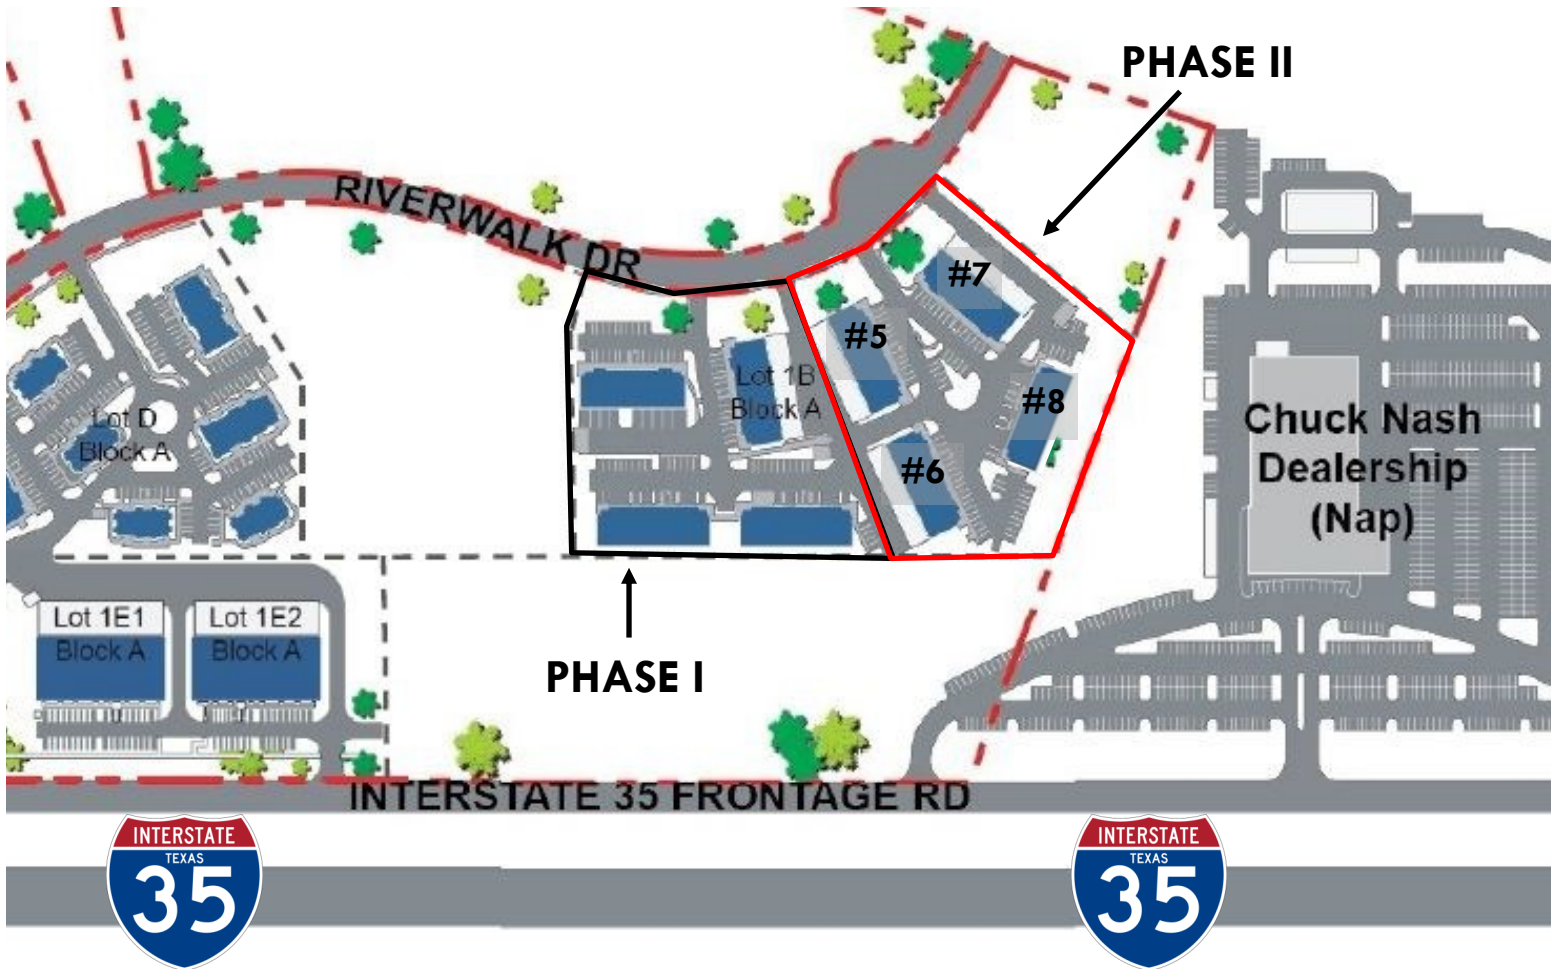 PHASE II
RIVERWALK DR
#7
#5
Lot 1B
Block A
#8
#6
Lot D
Block A
Chuck Nash
Dealership
(Nap)
Lot 1E1
Block A
Lot 1E2
Block A
PHASE I
INTERSTATE 35 FRONTAGE RD
INTERSTATE
TEXAS
35
INTERSTATE
TEXAS
35